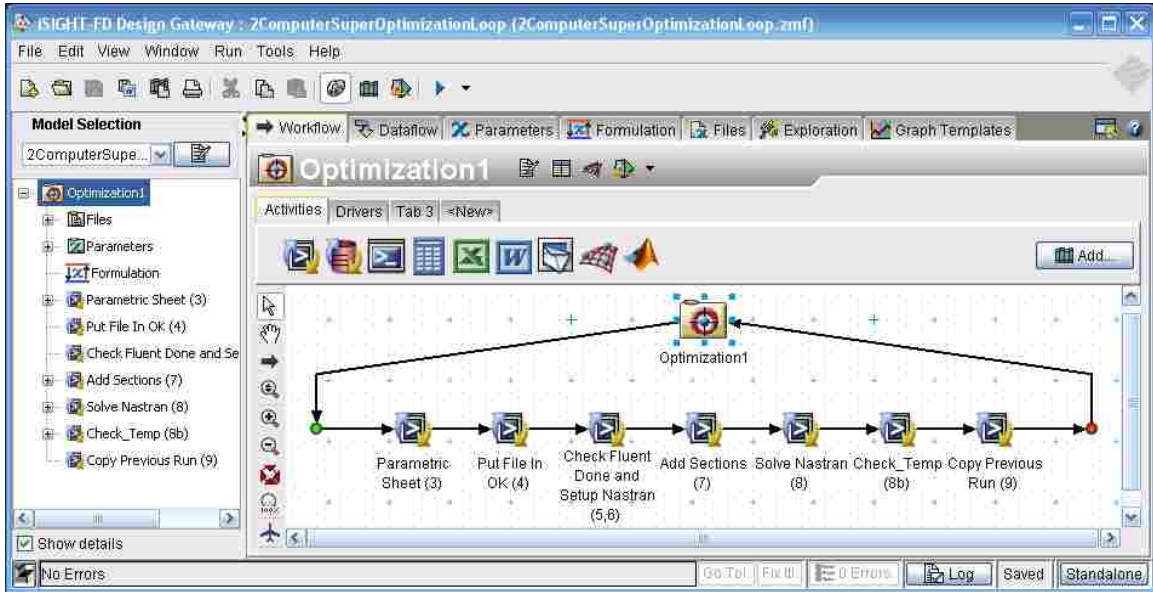 iSIGHT-FD Design Gateway : 2ComputerSuperOptimizationLoop (2ComputerSuperOptimizationLoop.zmf)
File Edit View Window Run Tools Help
Model Selection
2ComputerSupe...
Workflow Dataflow Parameters Formulation Files Exploration Graph Templates
Optimization1
Activities Drivers Tab 3 <New>
Add...
Optimization1
Files
Parameters
Formulation
Parametric Sheet (3)
Put File In OK (4)
Check Fluent Done and Se
Add Sections (7)
Solve Nastran (8)
Check_Temp (8b)
Copy Previous Run (9)
Show details
Optimization1
Parametric
Sheet (3)
Put File In
OK (4)
Check Fluent
Done and
Setup Nastran
(5,6)
Add Sections
(7)
Solve Nastran
(8)
Check_Temp
(8b)
Copy Previous
Run (9)
100%
No Errors
Go To! Fix It! 0 Errors Log Saved Standalone